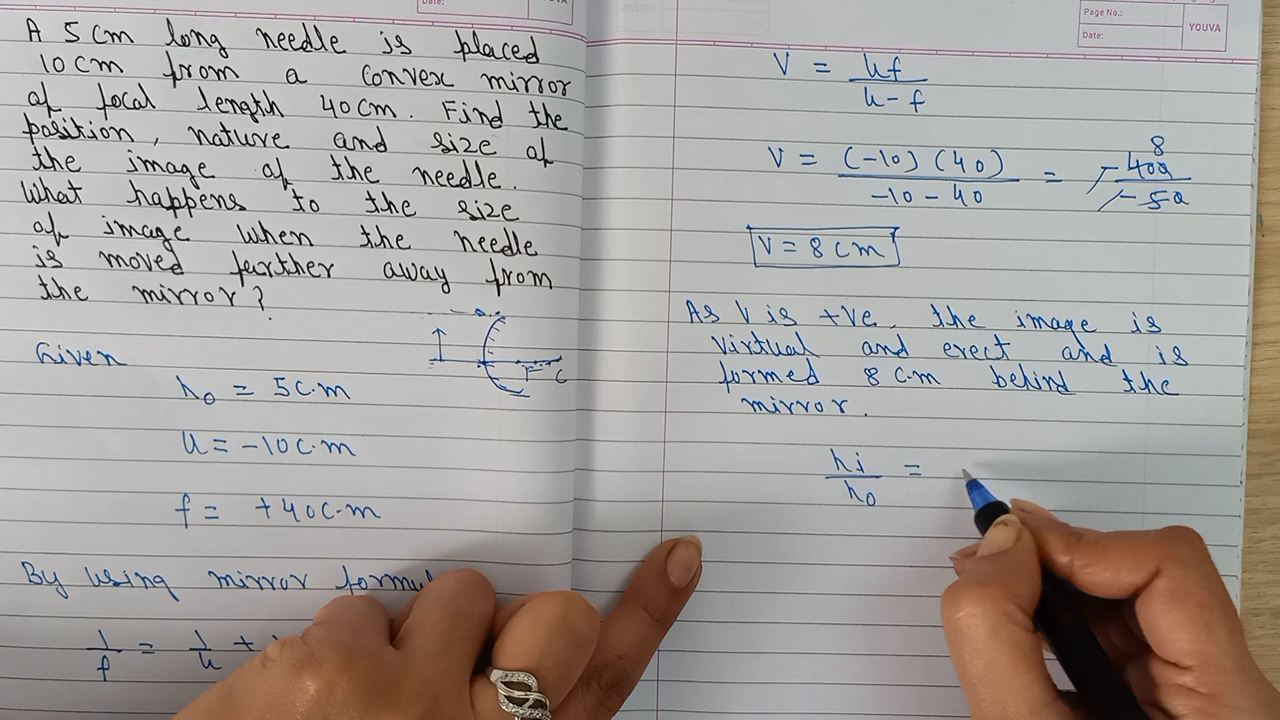 Date:
YOUVA
A 5 cm long needle is placed
10 cm from a convex mirror
of focal length 40 cm. Find the
position, nature and size of
the image of the needle.
What happens to the size
of image when the needle
is moved further away from
the mirror?
Given
C
h₀ = 5 c.m
u = -10 c.m
f = +40 c.m
By using mirror formu
1/f = 1/u +
Page No.:
Date:
YOUVA
V = uf/u-f
V = (-10)(40)/-10-40 = -400/-50
8
V = 8 cm
As V is +ve, the image is
virtual and erect and is
formed 8 c.m behind the
mirror.
hi/h₀ =